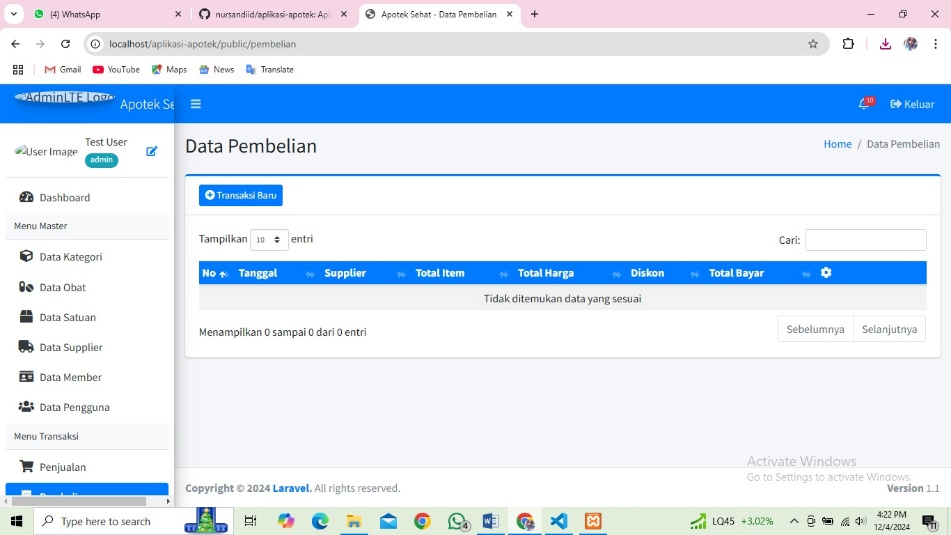 (4) WhatsApp
nursandiid/aplikasi-apotek: Apl
Apotek Sehat - Data Pembelian
localhost/aplikasi-apotek/public/pembelian
Gmail YouTube Maps News Translate
AdminLTE Logo Apotek Se
10 Keluar
User Image
Test User
admin
Data Pembelian
Home / Data Pembelian
Dashboard
Menu Master
Data Kategori
Data Obat
Data Satuan
Data Supplier
Data Member
Data Pengguna
Menu Transaksi
Penjualan
Transaksi Baru
Tampilkan 10 entri
Cari:
No Tanggal Supplier Total Item Total Harga Diskon Total Bayar
Tidak ditemukan data yang sesuai
Menampilkan 0 sampai 0 dari 0 entri
Sebelumnya Selanjutnya
Activate Windows
Go to Settings to activate Windows.
Copyright © 2024 Laravel. All rights reserved.
Version 1.1
Type here to search
4
LQ45 +3.02%
4:22 PM
12/4/2024